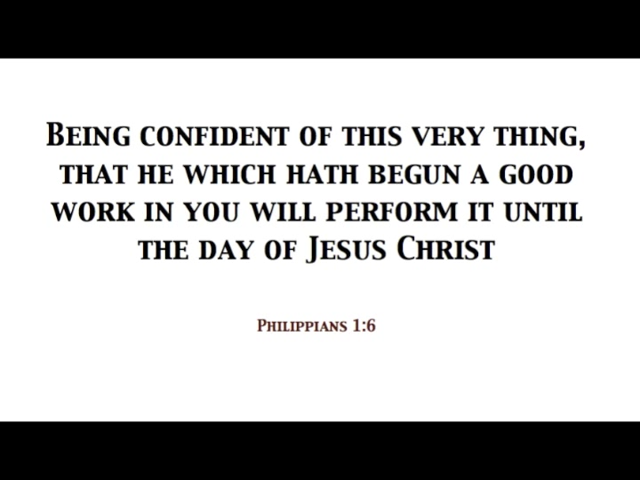 Being confident of this very thing,
that he which hath begun a good
work in you will perform it until
the day of Jesus Christ
Philippians 1:6